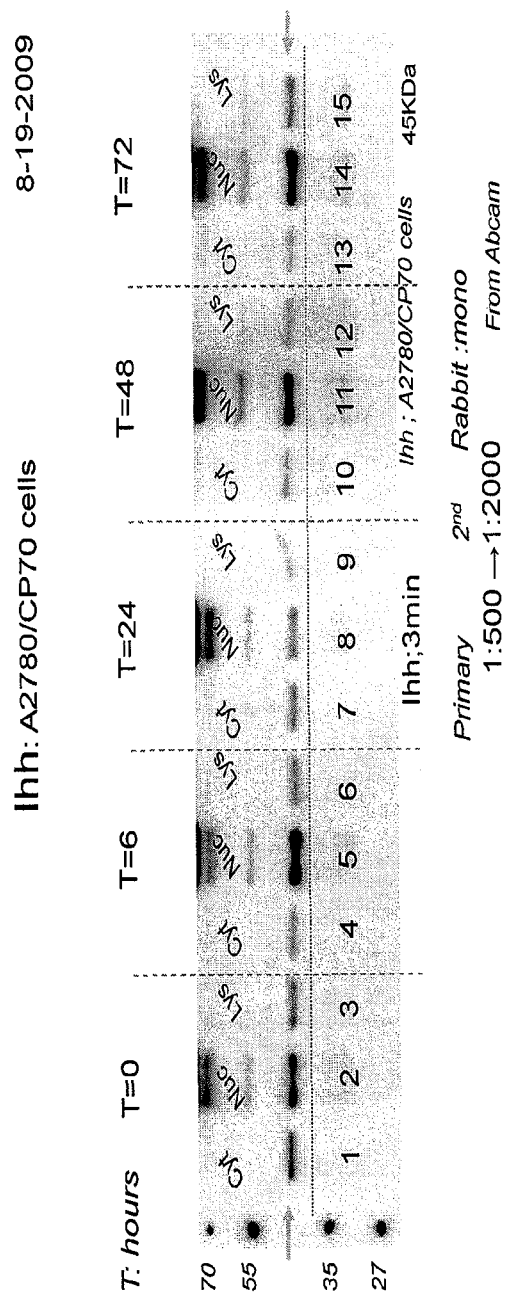 Ihh: A2780/CP70 cells
8-19-2009
T: hours T=0 T=6 T=24 T=48 T=72
70
55
35
27
Cyt Nuc Lys Cyt Nuc Lys Cyt Nuc Lys Cyt Nuc Lys Cyt Nuc Lys
1 2 3 4 5 6 7 8 9 10 11 12 13 14 15
Ihh;3min
Ihh ; A2780/CP70 cells
45KDa
Primary 2nd Rabbit :mono
1:500 →1:2000
From Abcam